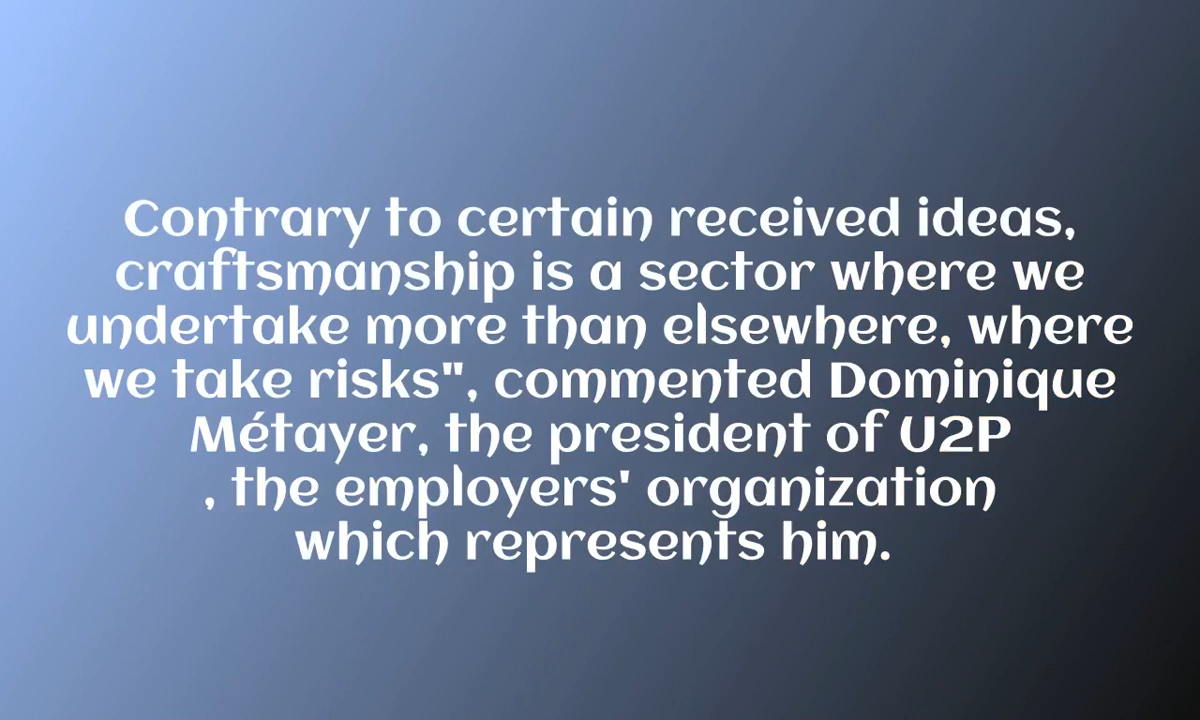 Contrary to certain received ideas,
craftsmanship is a sector where we
undertake more than elsewhere, where
we take risks", commented Dominique
Métayer, the president of U2P
, the employers' organization
which represents him.